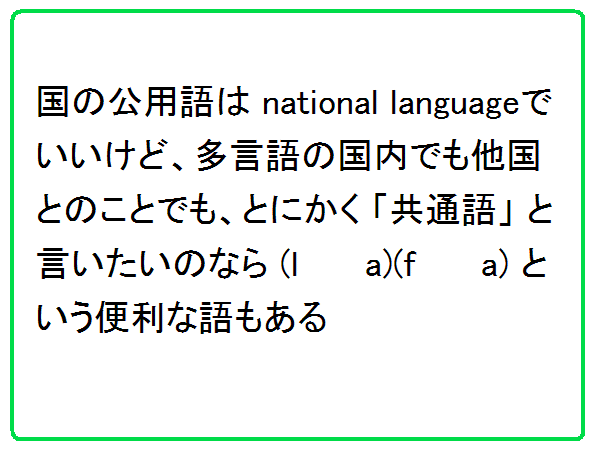 国の公用語は national languageで
いいけど、多言語の国内でも他国
とのことでも、とにかく「共通語」と
言いたいのなら (l　　a)(f　　a) と
いう便利な語もある